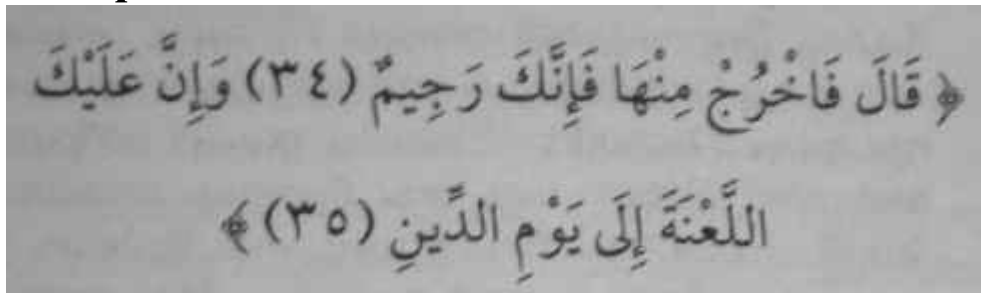 ﴿ قَالَ فَاخْرُجْ مِنْهَا فَإِنَّكَ رَجِيمٌ (٣٤) وَإِنَّ عَلَيْكَ
اللَّعْنَةَ إِلَى يَوْمِ الدِّينِ (٣٥) ﴾